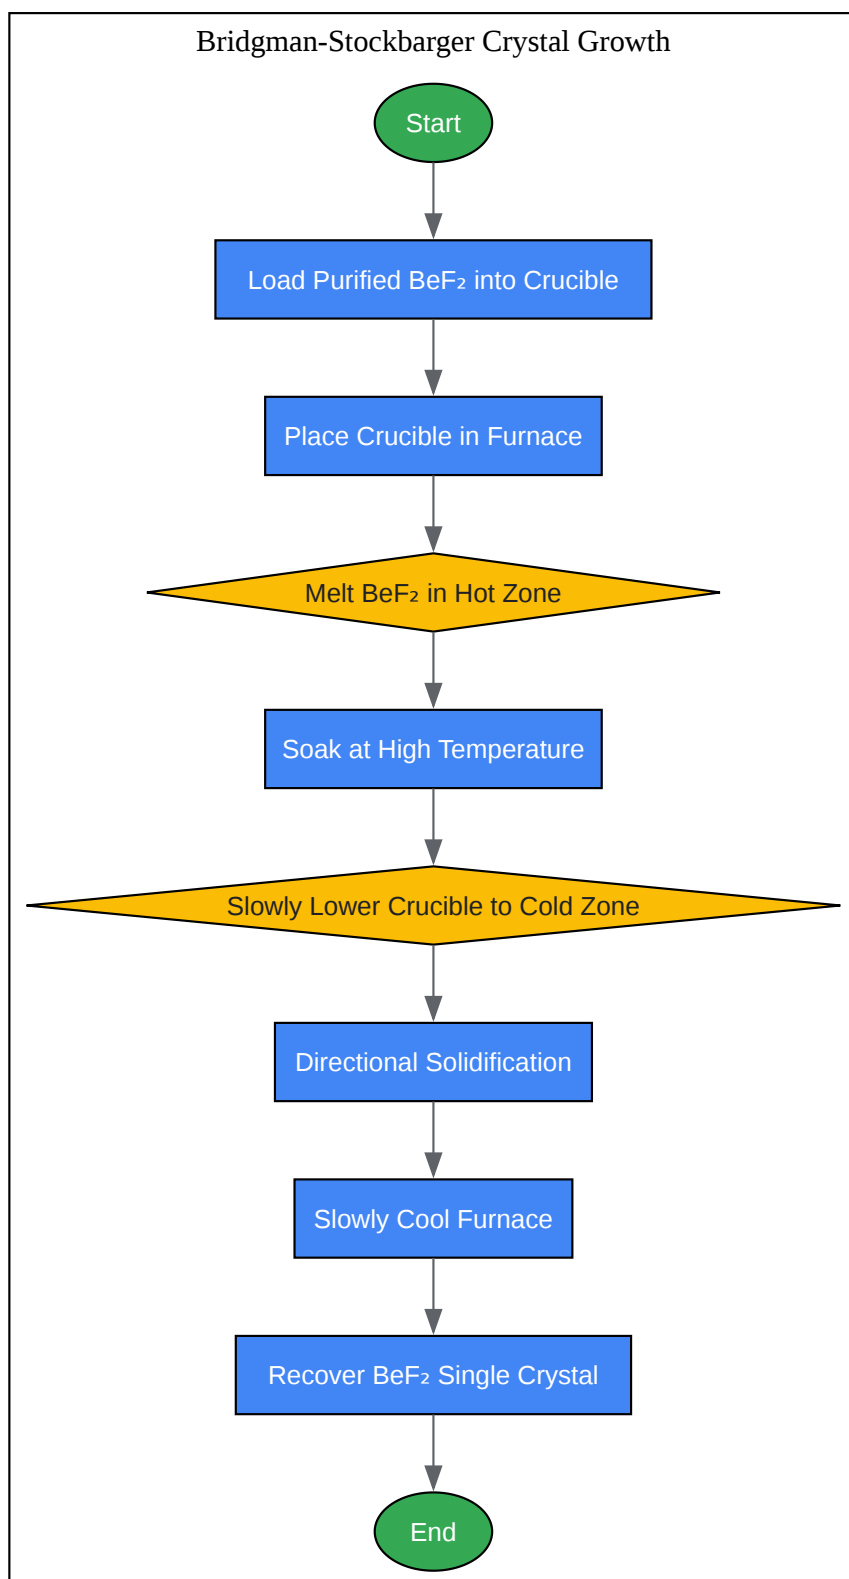 Bridgman-Stockbarger Crystal Growth
Start
Load Purified BeF₂ into Crucible
Place Crucible in Furnace
Melt BeF₂ in Hot Zone
Soak at High Temperature
Slowly Lower Crucible to Cold Zone
Directional Solidification
Slowly Cool Furnace
Recover BeF₂ Single Crystal
End